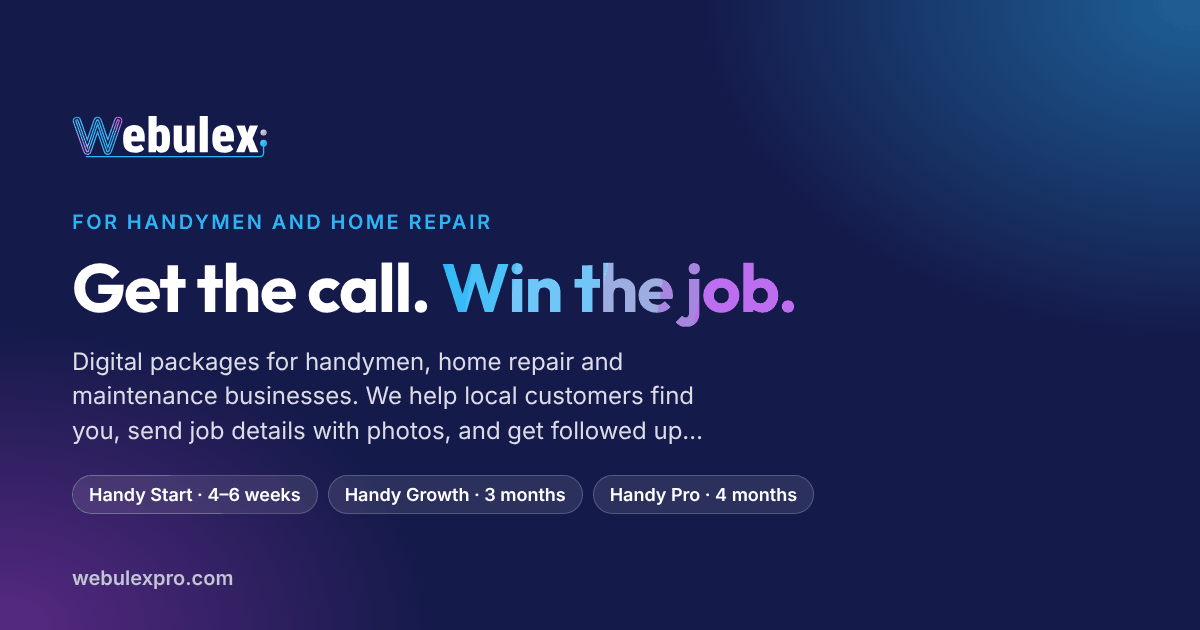 Webulex;
FOR HANDYMEN AND HOME REPAIR
Get the call. Win the job.
Digital packages for handymen, home repair and
maintenance businesses. We help local customers find
you, send job details with photos, and get followed up...
Handy Start · 4–6 weeks Handy Growth · 3 months Handy Pro · 4 months
webulexpro.com